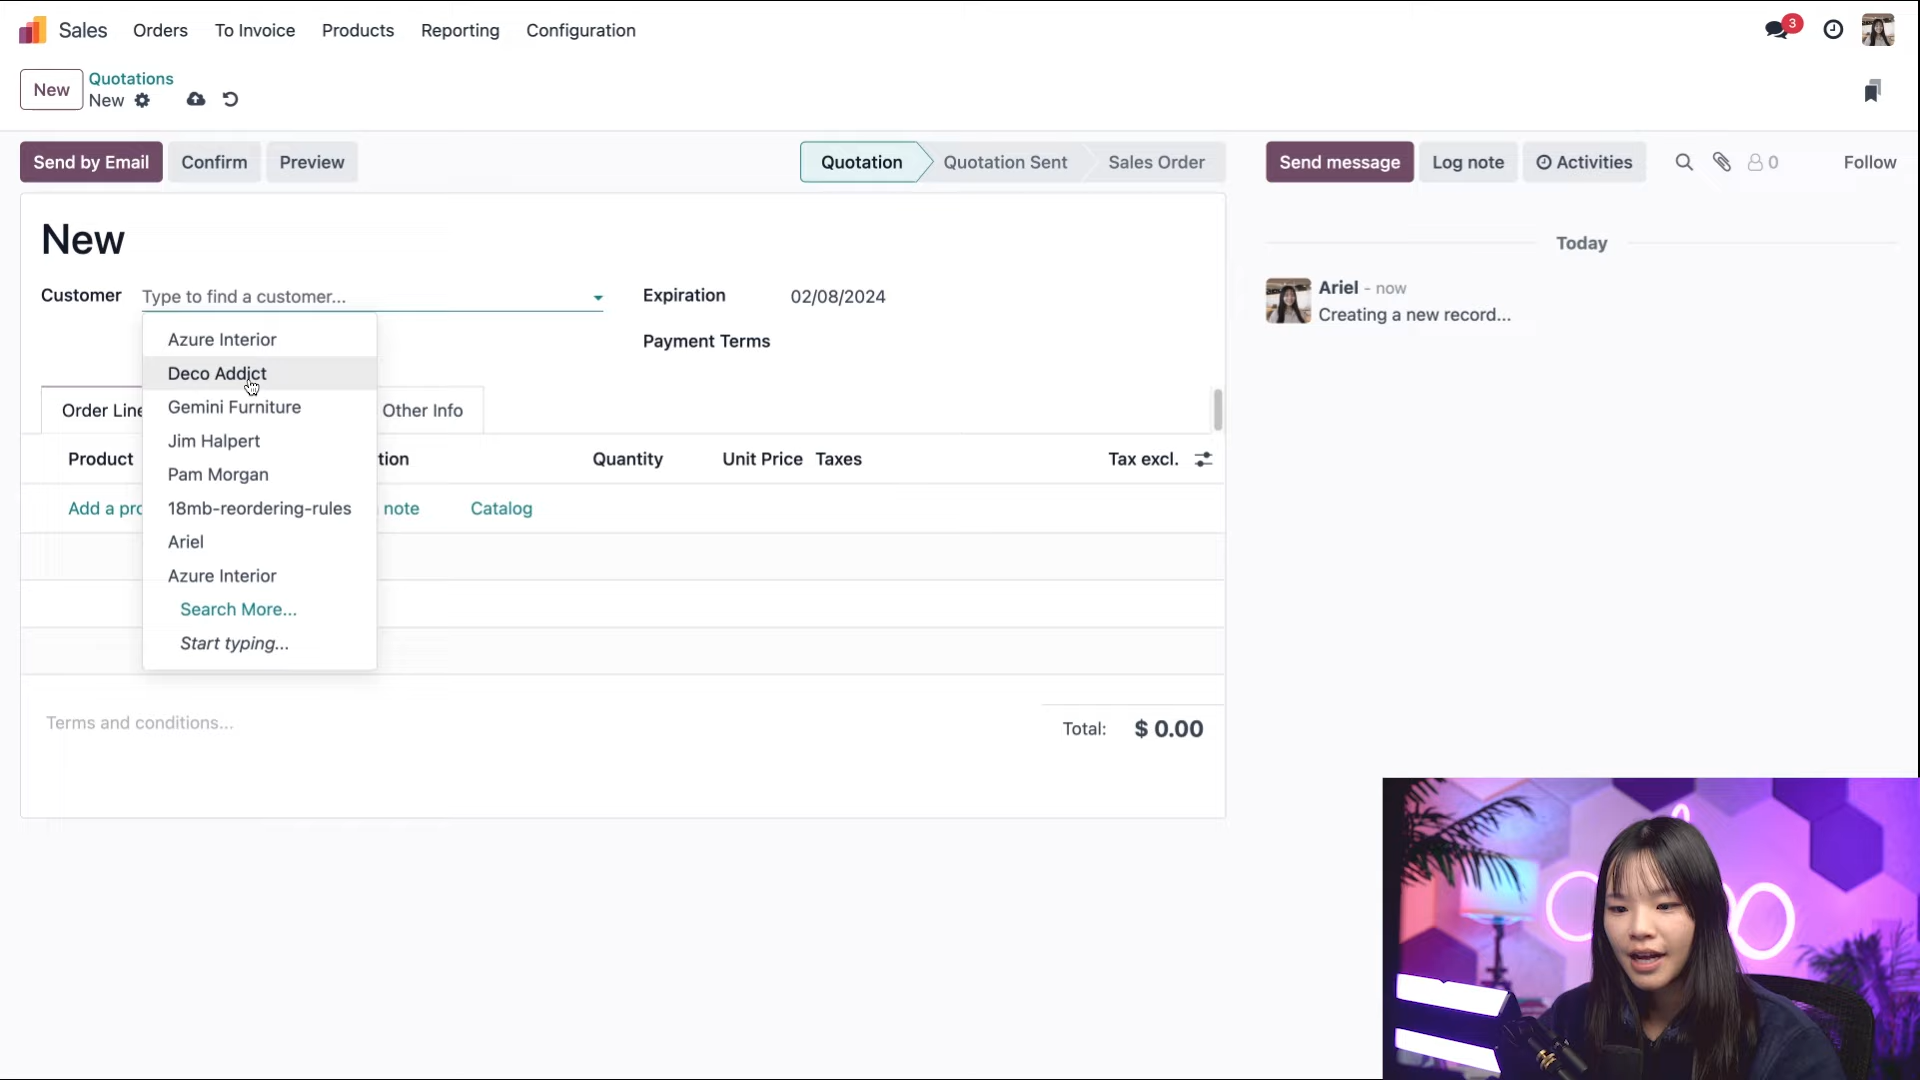 Sales Orders To Invoice Products Reporting Configuration 3
New Quotations
New
Send by Email Confirm Preview Quotation Quotation Sent Sales Order Send message Log note Activities 0 Follow
New
Today
Customer Type to find a customer... Expiration 02/08/2024
Ariel - now
Creating a new record...
Azure Interior
Payment Terms
Deco Addict
Gemini Furniture
Order Line Other Info
Jim Halpert
Product tion Quantity Unit Price Taxes Tax excl.
Pam Morgan
Add a pro note Catalog
18mb-reordering-rules
Ariel
Azure Interior
Search More...
Start typing...
Terms and conditions...
Total: $ 0.00